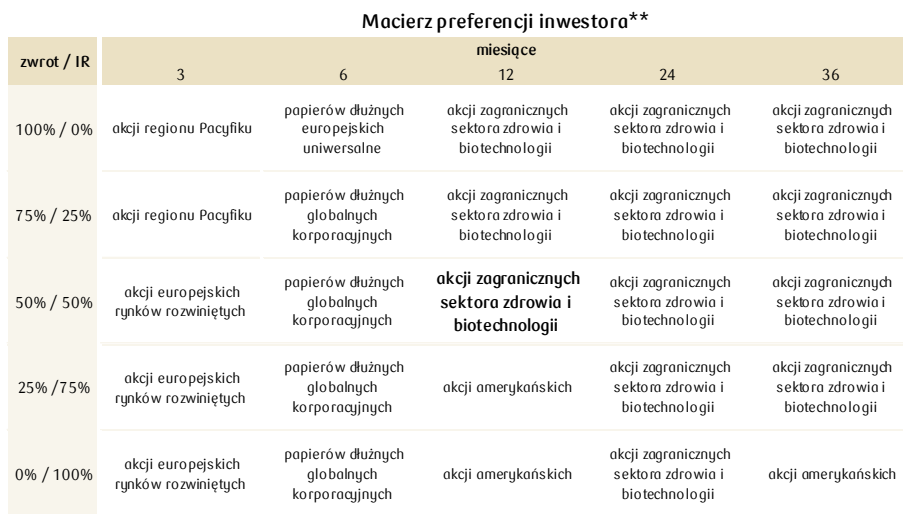 Macierz preferencji inwestora**
zwrot / IR
miesiące
3 6 12 24 36
100% / 0%
akcji regionu Pacyfiku
papierów dłużnych
europejskich
uniwersalne
akcji zagranicznych
sektora zdrowia i
biotechnologii
akcji zagranicznych
sektora zdrowia i
biotechnologii
akcji zagranicznych
sektora zdrowia i
biotechnologii
75% / 25%
akcji regionu Pacyfiku
papierów dłużnych
globalnych
korporacyjnych
akcji zagranicznych
sektora zdrowia i
biotechnologii
akcji zagranicznych
sektora zdrowia i
biotechnologii
akcji zagranicznych
sektora zdrowia i
biotechnologii
50% / 50%
akcji europejskich
rynków rozwiniętych
papierów dłużnych
globalnych
korporacyjnych
akcji zagranicznych
sektora zdrowia i
biotechnologii
akcji zagranicznych
sektora zdrowia i
biotechnologii
akcji zagranicznych
sektora zdrowia i
biotechnologii
25% /75%
akcji europejskich
rynków rozwiniętych
papierów dłużnych
globalnych
korporacyjnych
akcji amerykańskich
akcji zagranicznych
sektora zdrowia i
biotechnologii
akcji zagranicznych
sektora zdrowia i
biotechnologii
0% / 100%
akcji europejskich
rynków rozwiniętych
papierów dłużnych
globalnych
korporacyjnych
akcji amerykańskich
akcji zagranicznych
sektora zdrowia i
biotechnologii
akcji amerykańskich